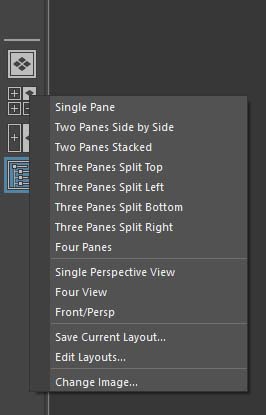 Single Pane
Two Panes Side by Side
Two Panes Stacked
Three Panes Split Top
Three Panes Split Left
Three Panes Split Bottom
Three Panes Split Right
Four Panes
Single Perspective View
Four View
Front/Persp
Save Current Layout...
Edit Layouts...
Change Image...